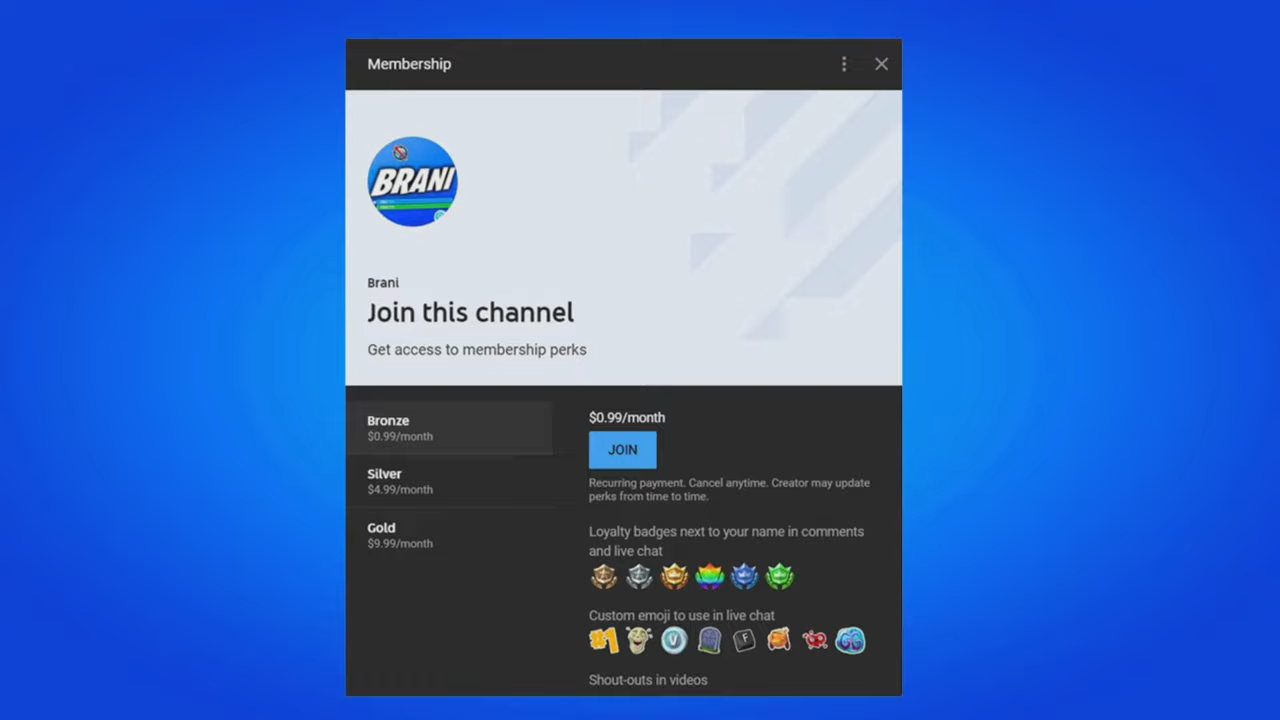 Membership
BRANI
Brani
Join this channel
Get access to membership perks
Bronze
$0.99/month
Silver
$4.99/month
Gold
$9.99/month
$0.99/month
JOIN
Recurring payment. Cancel anytime. Creator may update
perks from time to time.
Loyalty badges next to your name in comments
and live chat
Custom emoji to use in live chat
#1
V
F
GG
Shout-outs in videos